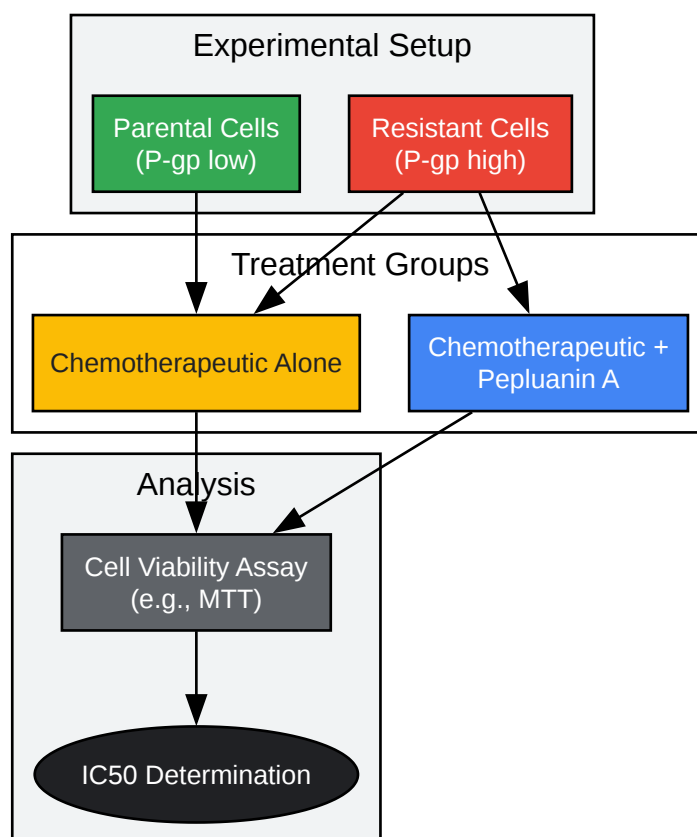 Experimental Setup
Parental Cells
(P-gp low)
Resistant Cells
(P-gp high)
Treatment Groups
Chemotherapeutic Alone
Chemotherapeutic +
Pepluanin A
Analysis
Cell Viability Assay
(e.g., MTT)
IC50 Determination